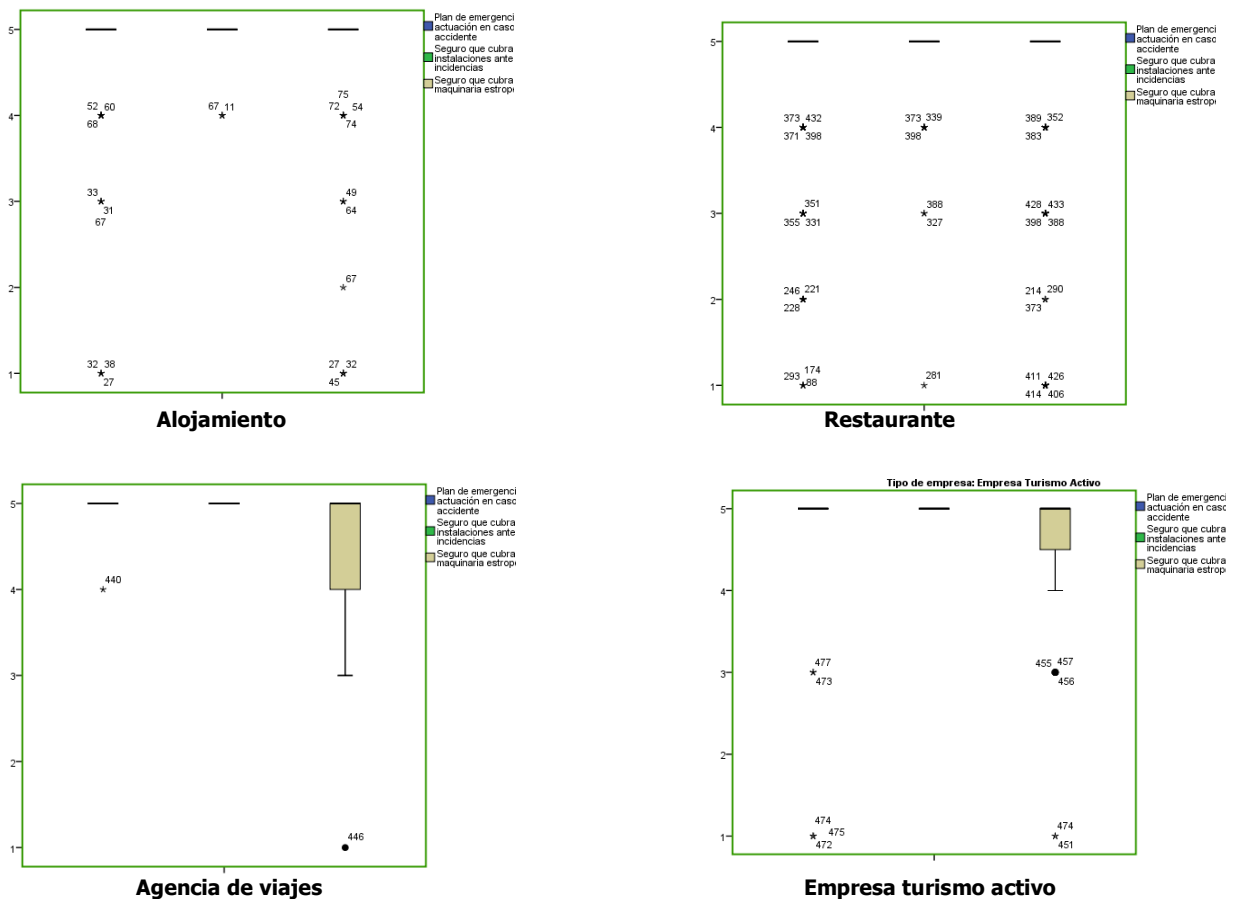 5
4
3
2
1
52 60
68
67 11
75
72 54
74
33
31
67
49
64
67
32 38
27
27 32
45
Plan de emergenci
actuación en caso
accidente
Seguro que cubra
instalaciones ante
incidencias
Seguro que cubra
maquinaria estrope
Alojamiento
5
4
3
2
1
373 432
371 398
373 339
398
389 352
383
351
355 331
388
327
428 433
398 388
246 221
228
214 290
373
174
293
88
281
411 426
414 406
Plan de emergenci
actuación en caso
accidente
Seguro que cubra
instalaciones ante
incidencias
Seguro que cubra
maquinaria estrope
Restaurante
5
4
3
2
1
440
446
Plan de emergenci
actuación en caso
accidente
Seguro que cubra
instalaciones ante
incidencias
Seguro que cubra
maquinaria estrope
Agencia de viajes
Tipo de empresa: Empresa Turismo Activo
5
4
3
2
1
477
473
455 457
456
474
475
472
474
451
Plan de emergenci
actuación en caso
accidente
Seguro que cubra
instalaciones ante
incidencias
Seguro que cubra
maquinaria estrope
Empresa turismo activo